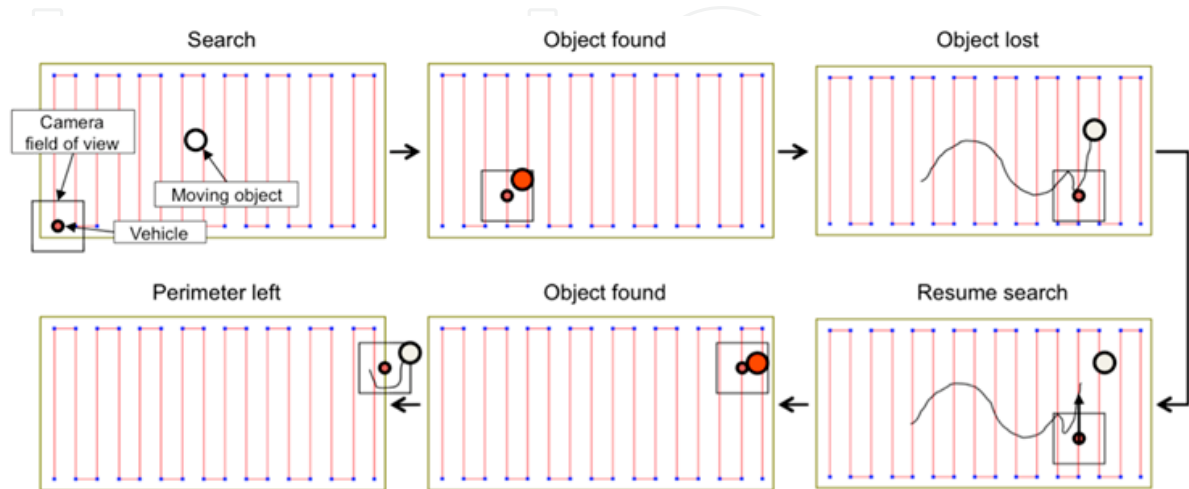 Search
Object found
Object lost
Camera
field of view
Moving object
Vehicle
Perimeter left
Object found
Resume search